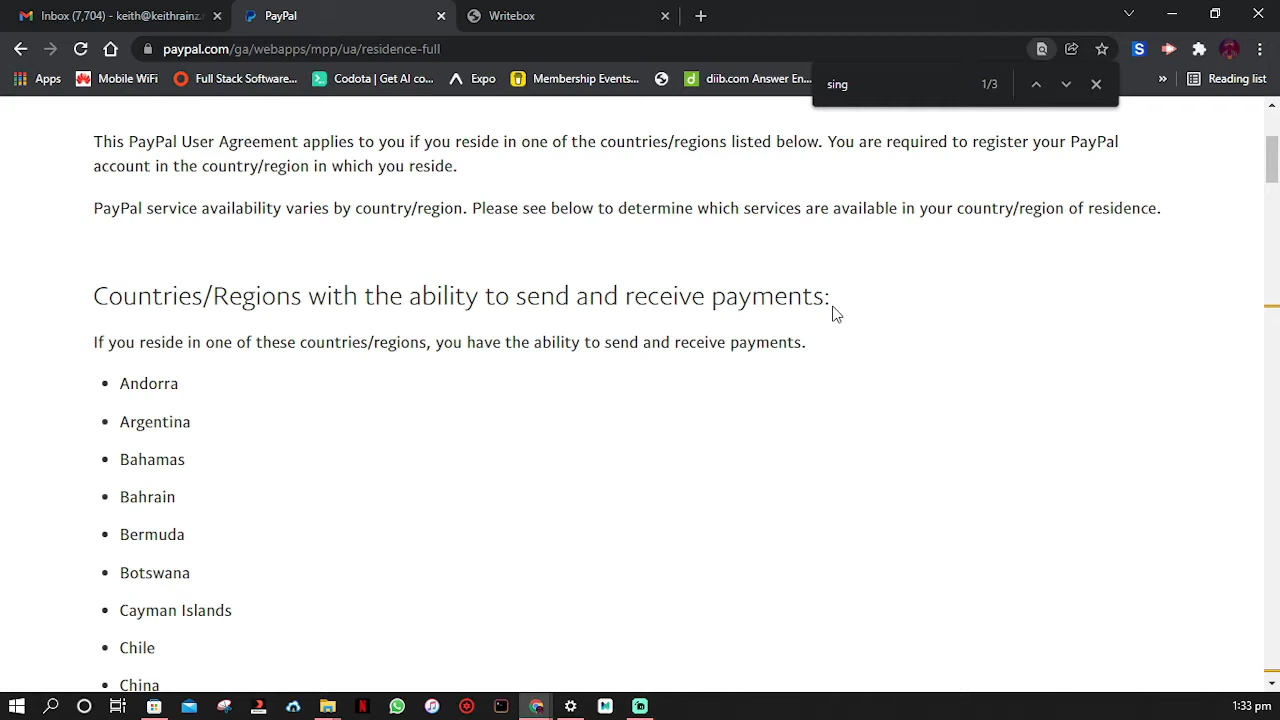 Inbox (7,704) - keith@keithrainz.
PayPal
Writebox
paypal.com/ga/webapps/mpp/ua/residence-full
Apps
Mobile WiFi
Full Stack Software...
Codota | Get AI co...
Expo
Membership Events...
diib.com Answer En...
»
Reading list
sing
1/3
This PayPal User Agreement applies to you if you reside in one of the countries/regions listed below. You are required to register your PayPal
account in the country/region in which you reside.
PayPal service availability varies by country/region. Please see below to determine which services are available in your country/region of residence.
Countries/Regions with the ability to send and receive payments:
If you reside in one of these countries/regions, you have the ability to send and receive payments.
• Andorra
• Argentina
• Bahamas
• Bahrain
• Bermuda
• Botswana
• Cayman Islands
• Chile
• China
1:33 pm